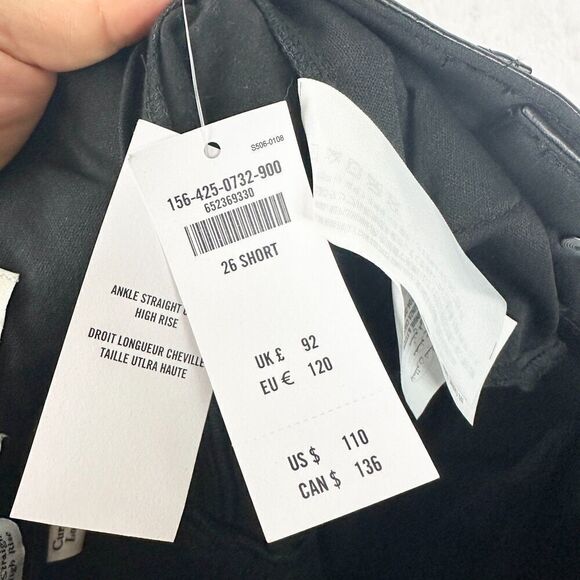 S506-0108
156-425-0732-900
652369330
26 SHORT
UK £ 92
EU € 120
US $ 110
CAN $ 136
ANKLE STRAIGHT
HIGH RISE
DROIT LONGUEUR CHEVILLE
TAILLE UTLRA HAUTE